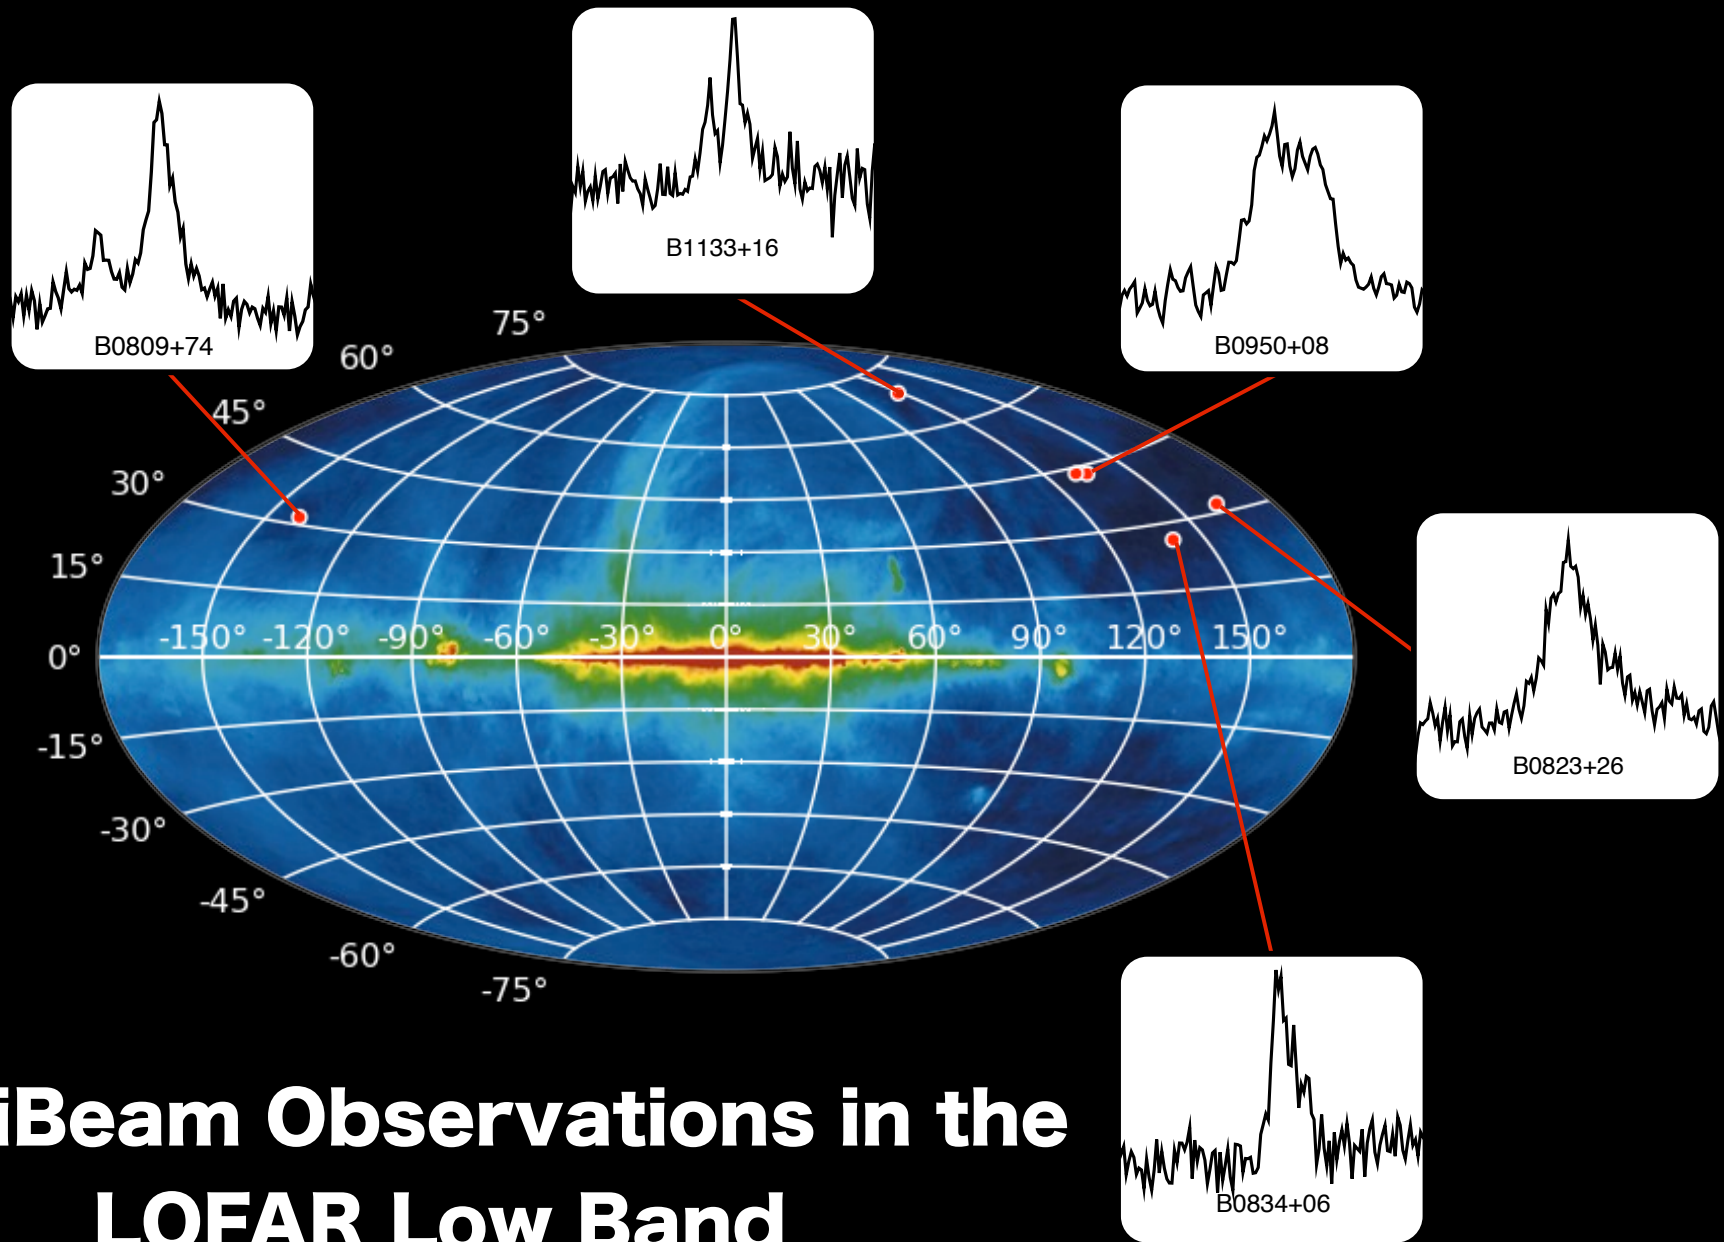 B1133+16
B0809+74
B0950+08
75°
60°
45°
30°
15°
0°
-150° -120° -90° -60° -30° 0° 30° 60° 90° 120° 150°
-15°
-30°
-45°
-60°
-75°
B0823+26
B0834+06
iBeam Observations in the
LOFAR Low Band